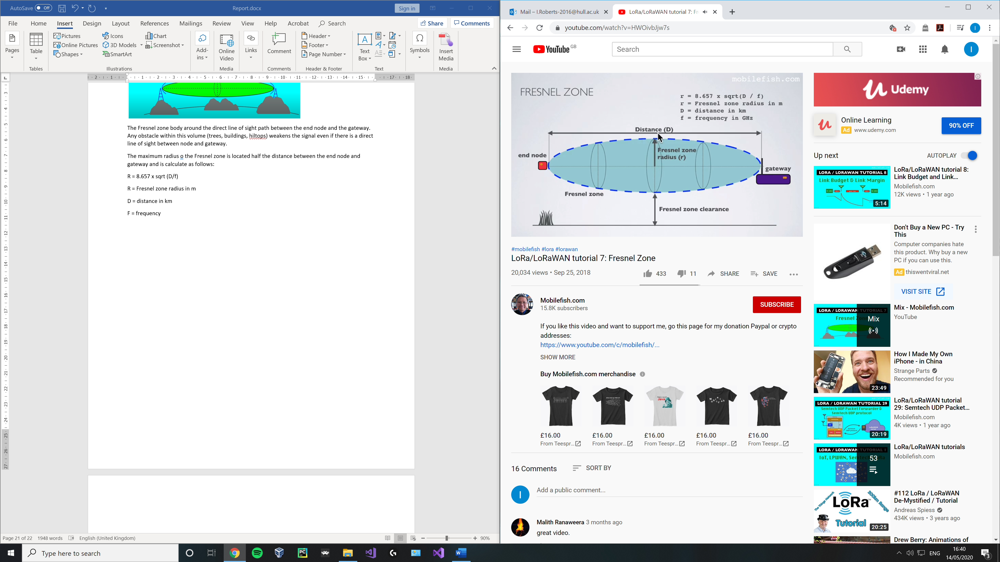 AutoSave Off
Report.docx
Sign in
File Home Insert Design Layout References Mailings Review View Help Acrobat Search
Share Comments
Pages
Table
Tables
Pictures
Online Pictures
Shapes
Icons
3D Models
SmartArt
Chart
Screenshot
Illustrations
Add-ins
Online Video
Media
Links
Comment
Comments
Header
Footer
Page Number
Header & Footer
Text Box
Text
Symbols
Insert Media
Media
The Fresnel zone body around the direct line of sight path between the end node and the gateway.
Any obstacle within this volume (trees, buildings, hiltops) weakens the signal even if there is a direct
line of sight between node and gateway.
The maximum radius o the Fresnel zone is located half the distance between the end node and
gateway and is calculate as follows:
R = 8.657 x sqrt (D/f)
R = Fresnel zone radius in m
D = distance in km
F = frequency
Page 21 of 22 1948 words English (United Kingdom)
90%
Mail – I.Roberts-2016@hull.ac.uk
LoRa/LoRaWAN tutorial 7: Fr
youtube.com/watch?v=HWOivbJjw7s
YouTube GB
Search
mobilefish.com
FRESNEL ZONE
r = 8.657 x sqrt(D / f)
r = Fresnel zone radius in m
D = distance in km
f = frequency in GHz
Distance (D)
Fresnel zone
radius (r)
end node
gateway
Fresnel zone
Fresnel zone clearance
#mobilefish #lora #lorawan
LoRa/LoRaWAN tutorial 7: Fresnel Zone
20,034 views • Sep 25, 2018
433 11 SHARE SAVE
Mobilefish.com
15.8K subscribers
SUBSCRIBE
If you like this video and want to support me, go this page for my donation Paypal or crypto
addresses:
https://www.youtube.com/c/mobilefish/...
SHOW MORE
Buy Mobilefish.com merchandise
£16.00 £16.00 £16.00 £16.00 £16.00
From Teespr... From Teespr... From Teespr... From Teespr... From Teespr...
16 Comments SORT BY
Add a public comment...
Malith Ranaweera 3 months ago
great video.
Udemy
Online Learning
Ad www.udemy.com
90% OFF
Up next
AUTOPLAY
LORA / LORAWAN TUTORIAL 8
Link Budget & Link Margin
5:14
LoRa/LoRaWAN tutorial 8:
Link Budget and Link...
Mobilefish.com
12K views • 1 year ago
Don't Buy a New PC - Try
This
Computer companies hate
this product. Why buy a new
PC if you can use this.
Ad thiswentviral.net
VISIT SITE
LORA / LORAWAN TUTORIAL 7
Mix
Mix - Mobilefish.com
YouTube
23:49
How I Made My Own
iPhone - in China
Strange Parts
Recommended for you
LORA / LORAWAN TUTORIAL 29
Semtech UDP Packet Forwarder &
Semtech UDP protocol
20:19
LoRa/LoRaWAN tutorial
29: Semtech UDP Packet...
Mobilefish.com
4K views • 1 year ago
LORA / LORAWAN TUTORIAL 1
53
LoRa/LoRaWAN tutorials
Mobilefish.com
The Things Network
LoRa
300km Range
Tutorial
20:25
#112 LoRa / LoRaWAN
De-Mystified / Tutorial
Andreas Spiess
434K views • 3 years ago
Drew Berry: Animations of
Type here to search
ENG
16:40
14/05/2020
3